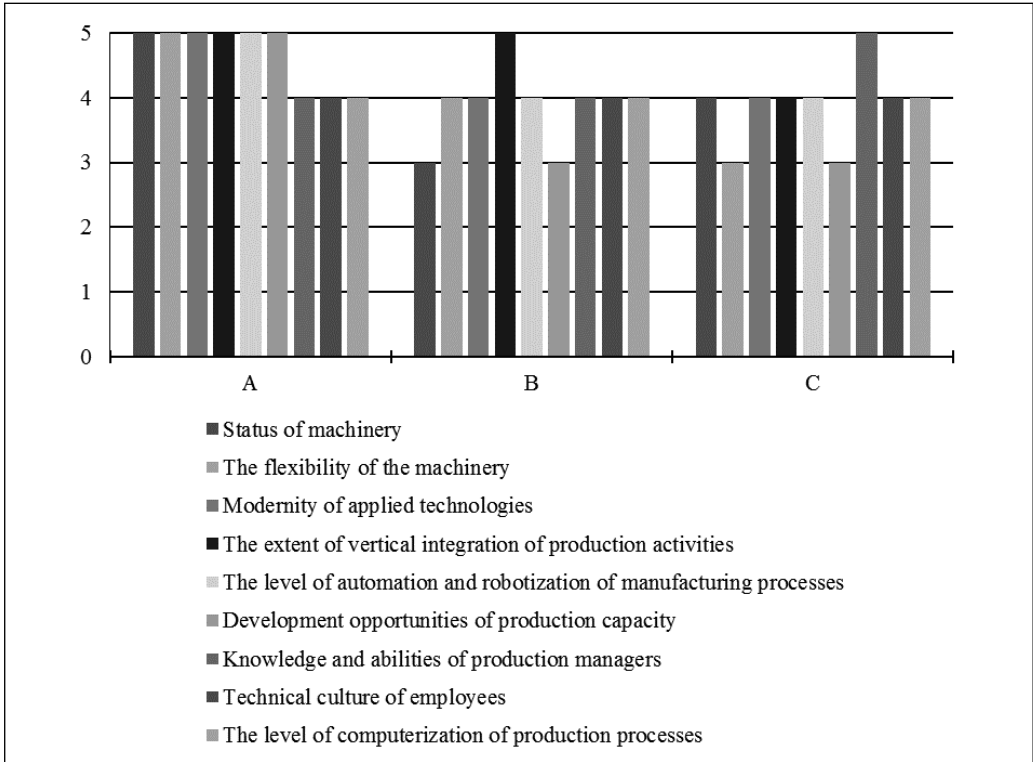 5
4
3
2
1
0
A B C
Status of machinery
The flexibility of the machinery
Modernity of applied technologies
The extent of vertical integration of production activities
The level of automation and robotization of manufacturing processes
Development opportunities of production capacity
Knowledge and abilities of production managers
Technical culture of employees
The level of computerization of production processes